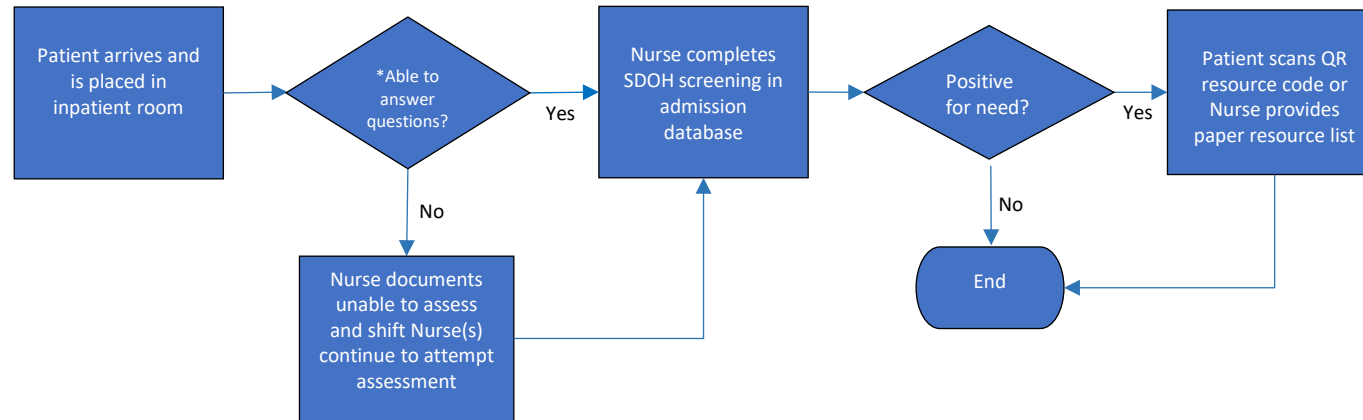 Patient arrives and
is placed in
inpatient room
*Able to
answer
questions?
Yes
Nurse completes
SDOH screening in
admission
database
Positive
for need?
Yes
Patient scans QR
resource code or
Nurse provides
paper resource list
No
Nurse documents
unable to assess
and shift Nurse(s)
continue to attempt
assessment
No
End